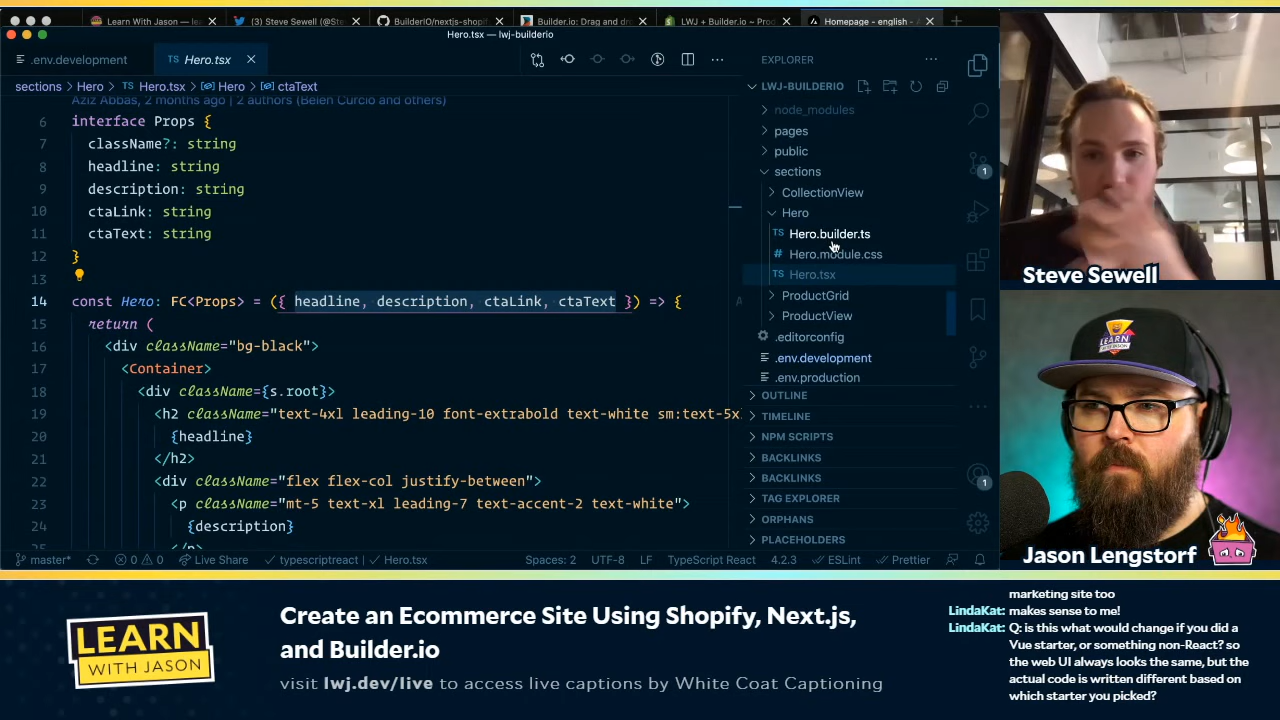 Learn With Jason —
(3) Steve Sewell (@Ste
BuilderIO/nextjs-shopif
Builder.io: Drag and dr
LWJ + Builder.io ~ Pro
Homepage - english - 
Hero.tsx — lwj-builderio
.env.development
TS Hero.tsx
sections > Hero > TS Hero.tsx > Hero > ctaText
Aziz Abbas, 2 months ago | 2 authors (Belen Curcio and others)
6 interface Props {
7 className?: string
8 headline: string
9 description: string
10 ctaLink: string
11 ctaText: string
12 }
13
14 const Hero: FC<Props> = ({ headline, description, ctaLink, ctaText }) => {
15 return (
16 <div className="bg-black">
17 <Container>
18 <div className={s.root}>
19 <h2 className="text-4xl leading-10 font-extrabold text-white sm:text-5x
20 {headline}
21 </h2>
22 <div className="flex flex-col justify-between">
23 <p className="mt-5 text-xl leading-7 text-accent-2 text-white">
24 {description}
25 </p>
EXPLORER
LWJ-BUILDERIO
node_modules
pages
public
sections
CollectionView
Hero
TS Hero.builder.ts
# Hero.module.css
TS Hero.tsx
ProductGrid
ProductView
.editorconfig
.env.development
.env.production
OUTLINE
TIMELINE
NPM SCRIPTS
BACKLINKS
BACKLINKS
TAG EXPLORER
ORPHANS
PLACEHOLDERS
1
1
master*
0 0
Live Share
typescriptreact
Hero.tsx
Spaces: 2
UTF-8
LF
TypeScript React
4.2.3
ESLint
Prettier
Steve Sewell
LEARN
Jason Lengstorf
LEARN
WITH JASON
Create an Ecommerce Site Using Shopify, Next.js,
and Builder.io
visit lwj.dev/live to access live captions by White Coat Captioning
marketing site too
LindaKat: makes sense to me!
LindaKat: Q: is this what would change if you did a
Vue starter, or something non-React? so
the web UI always looks the same, but the
actual code is written different based on
which starter you picked?